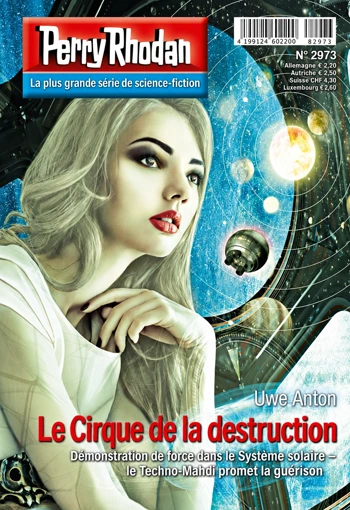 Perry Rhodan
La plus grande série de science-fiction
4 199124 602200
82973
N° 2973
Allemagne € 2,20
Autriche € 2,50
Suisse CHF 4,30
Luxembourg € 2,60
Uwe Anton
Le Cirque de la destruction
Démonstration de force dans le Système solaire –
le Techno-Mahdi promet la guérison